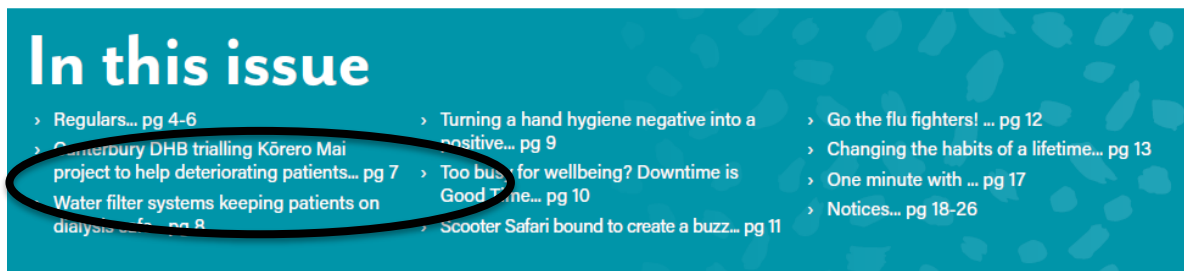 In this issue
› Regulars... pg 4-6
› Canterbury DHB trialling Kōrero Mai
project to help deteriorating patients... pg 7
› Water filter systems keeping patients on
dialysis safe... pg 8
› Turning a hand hygiene negative into a
positive... pg 9
› Too busy for wellbeing? Downtime is
Good Time... pg 10
› Scooter Safari bound to create a buzz... pg 11
› Go the flu fighters! ... pg 12
› Changing the habits of a lifetime... pg 13
› One minute with ... pg 17
› Notices... pg 18-26